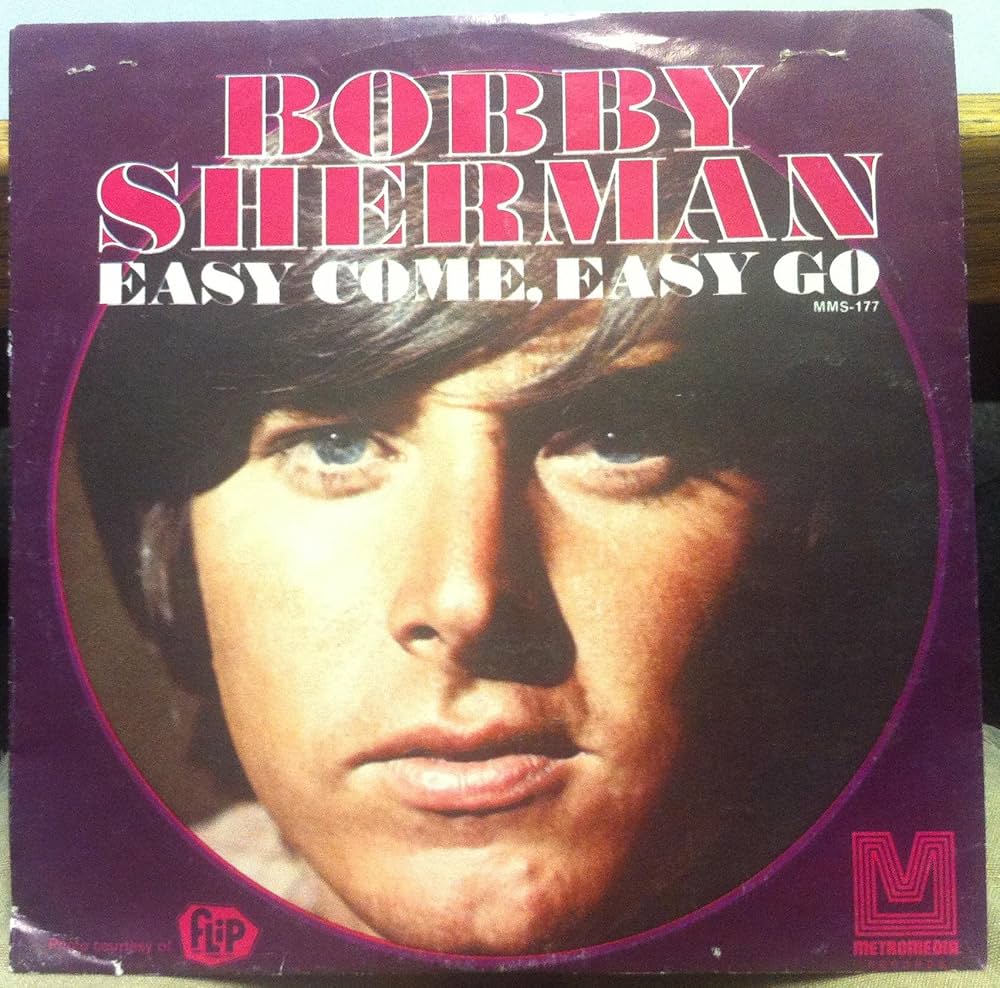 BOBBY
SHERMAN
EASY COME, EASY GO
MMS-177
Photo courtesy of FLiP
METROMEDIA